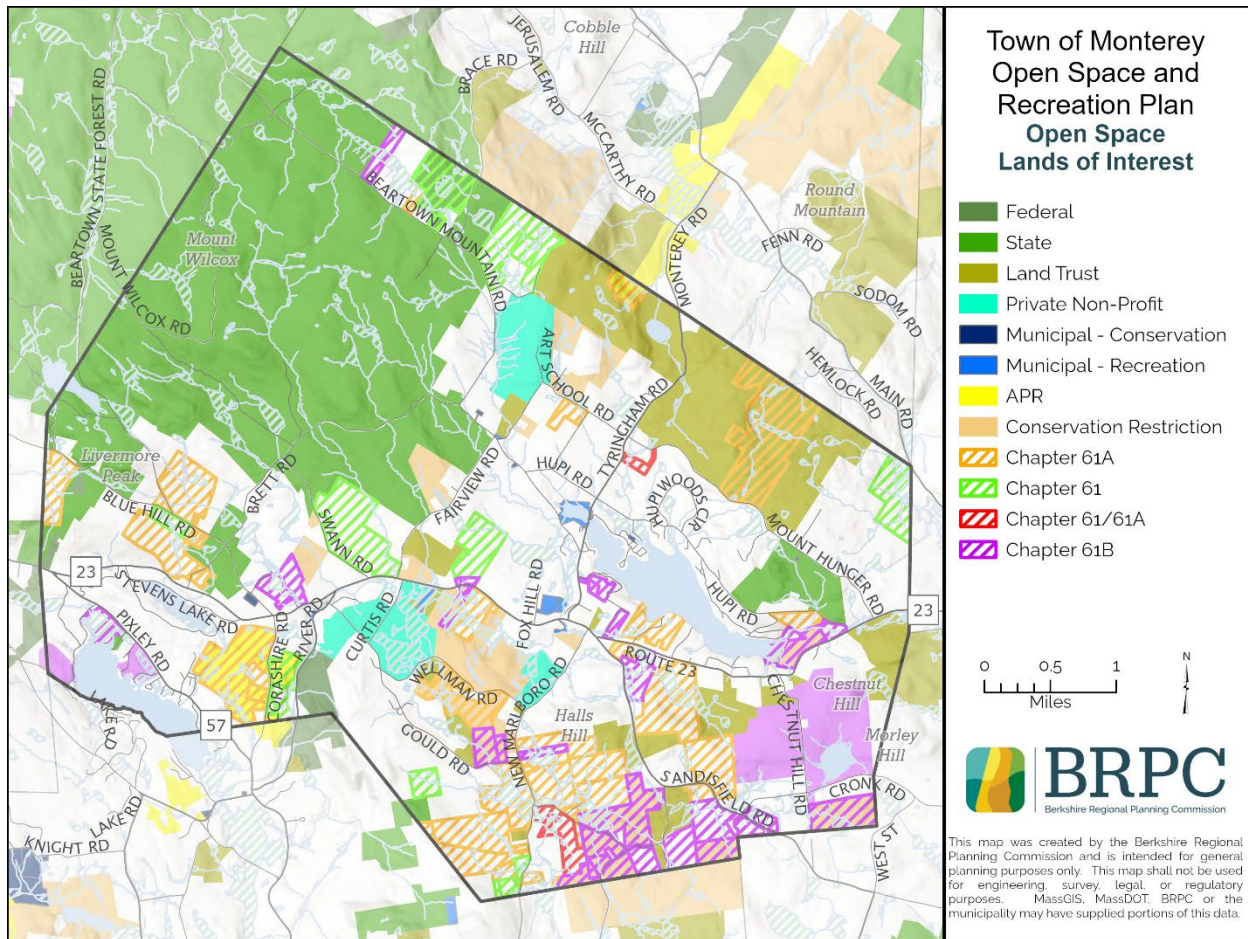 Town of Monterey
Open Space and
Recreation Plan
Open Space
Lands of Interest
Federal
State
Land Trust
Private Non-Profit
Municipal - Conservation
Municipal - Recreation
APR
Conservation Restriction
Chapter 61A
Chapter 61
Chapter 61/61A
Chapter 61B
0 0.5 1
Miles
N
BRPC
Berkshire Regional Planning Commission
This map was created by the Berkshire Regional
Planning Commission and is intended for general
planning purposes only. This map shall not be used
for engineering, survey, legal, or regulatory
purposes. MassGIS, MassDOT, BRPC or the
municipality may have supplied portions of this data.
Cobble
Hill
JERUSALEM RD
BRACE RD
MCCARTHY RD
BEARTOWN STATE FOREST RD
MOUNT WILCOX RD
Mount
Wilcox
BEARTOWN MOUNTAIN RD
Round
Mountain
FENN RD
MONTEREY RD
SODOM RD
HEMLOCK RD
MAIN RD
ART SCHOOL RD
TYRINGHAM RD
Livermore
Peak
BLUE HILL RD
BRETT RD
SWANN RD
FAIRVIEW RD
HUPI RD
HUPI WOODS CIR
MOUNT HUNGER RD
HUPI RD
23
23
STEVENS LAKE RD
PIXLEY RD
CORASHIRE RD
RIVER RD
CURTIS RD
FOX HILL RD
WELLMAN RD
NEW MARLBORO RD
ROUTE 23
CHESTNUT HILL RD
Chestnut
Hill
Morley
Hill
Halls
Hill
57
GOULD RD
SANDISFIELD RD
CRONK RD
WEST ST
LAKE RD
KNIGHT RD